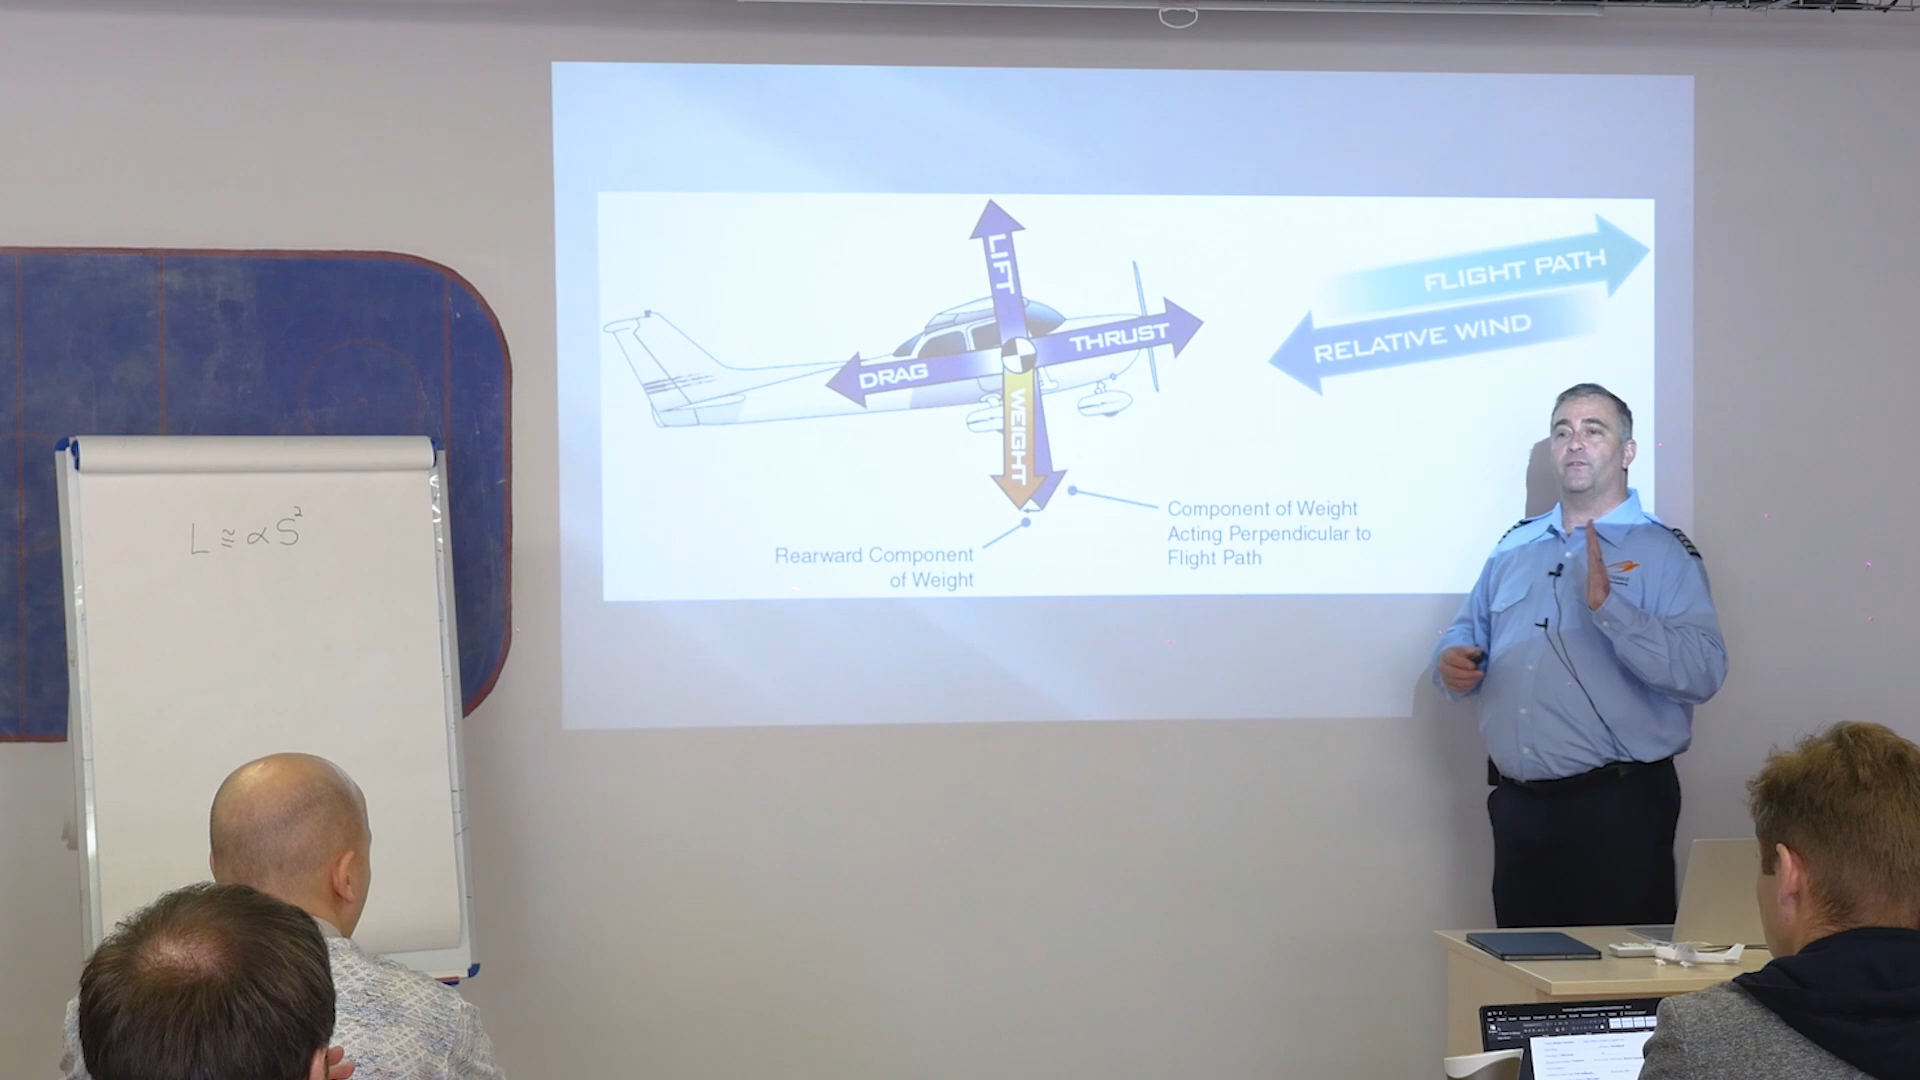 L ≅ αS²
LIFT
THRUST
DRAG
WEIGHT
FLIGHT PATH
RELATIVE WIND
Component of Weight
Acting Perpendicular to
Flight Path
Rearward Component
of Weight